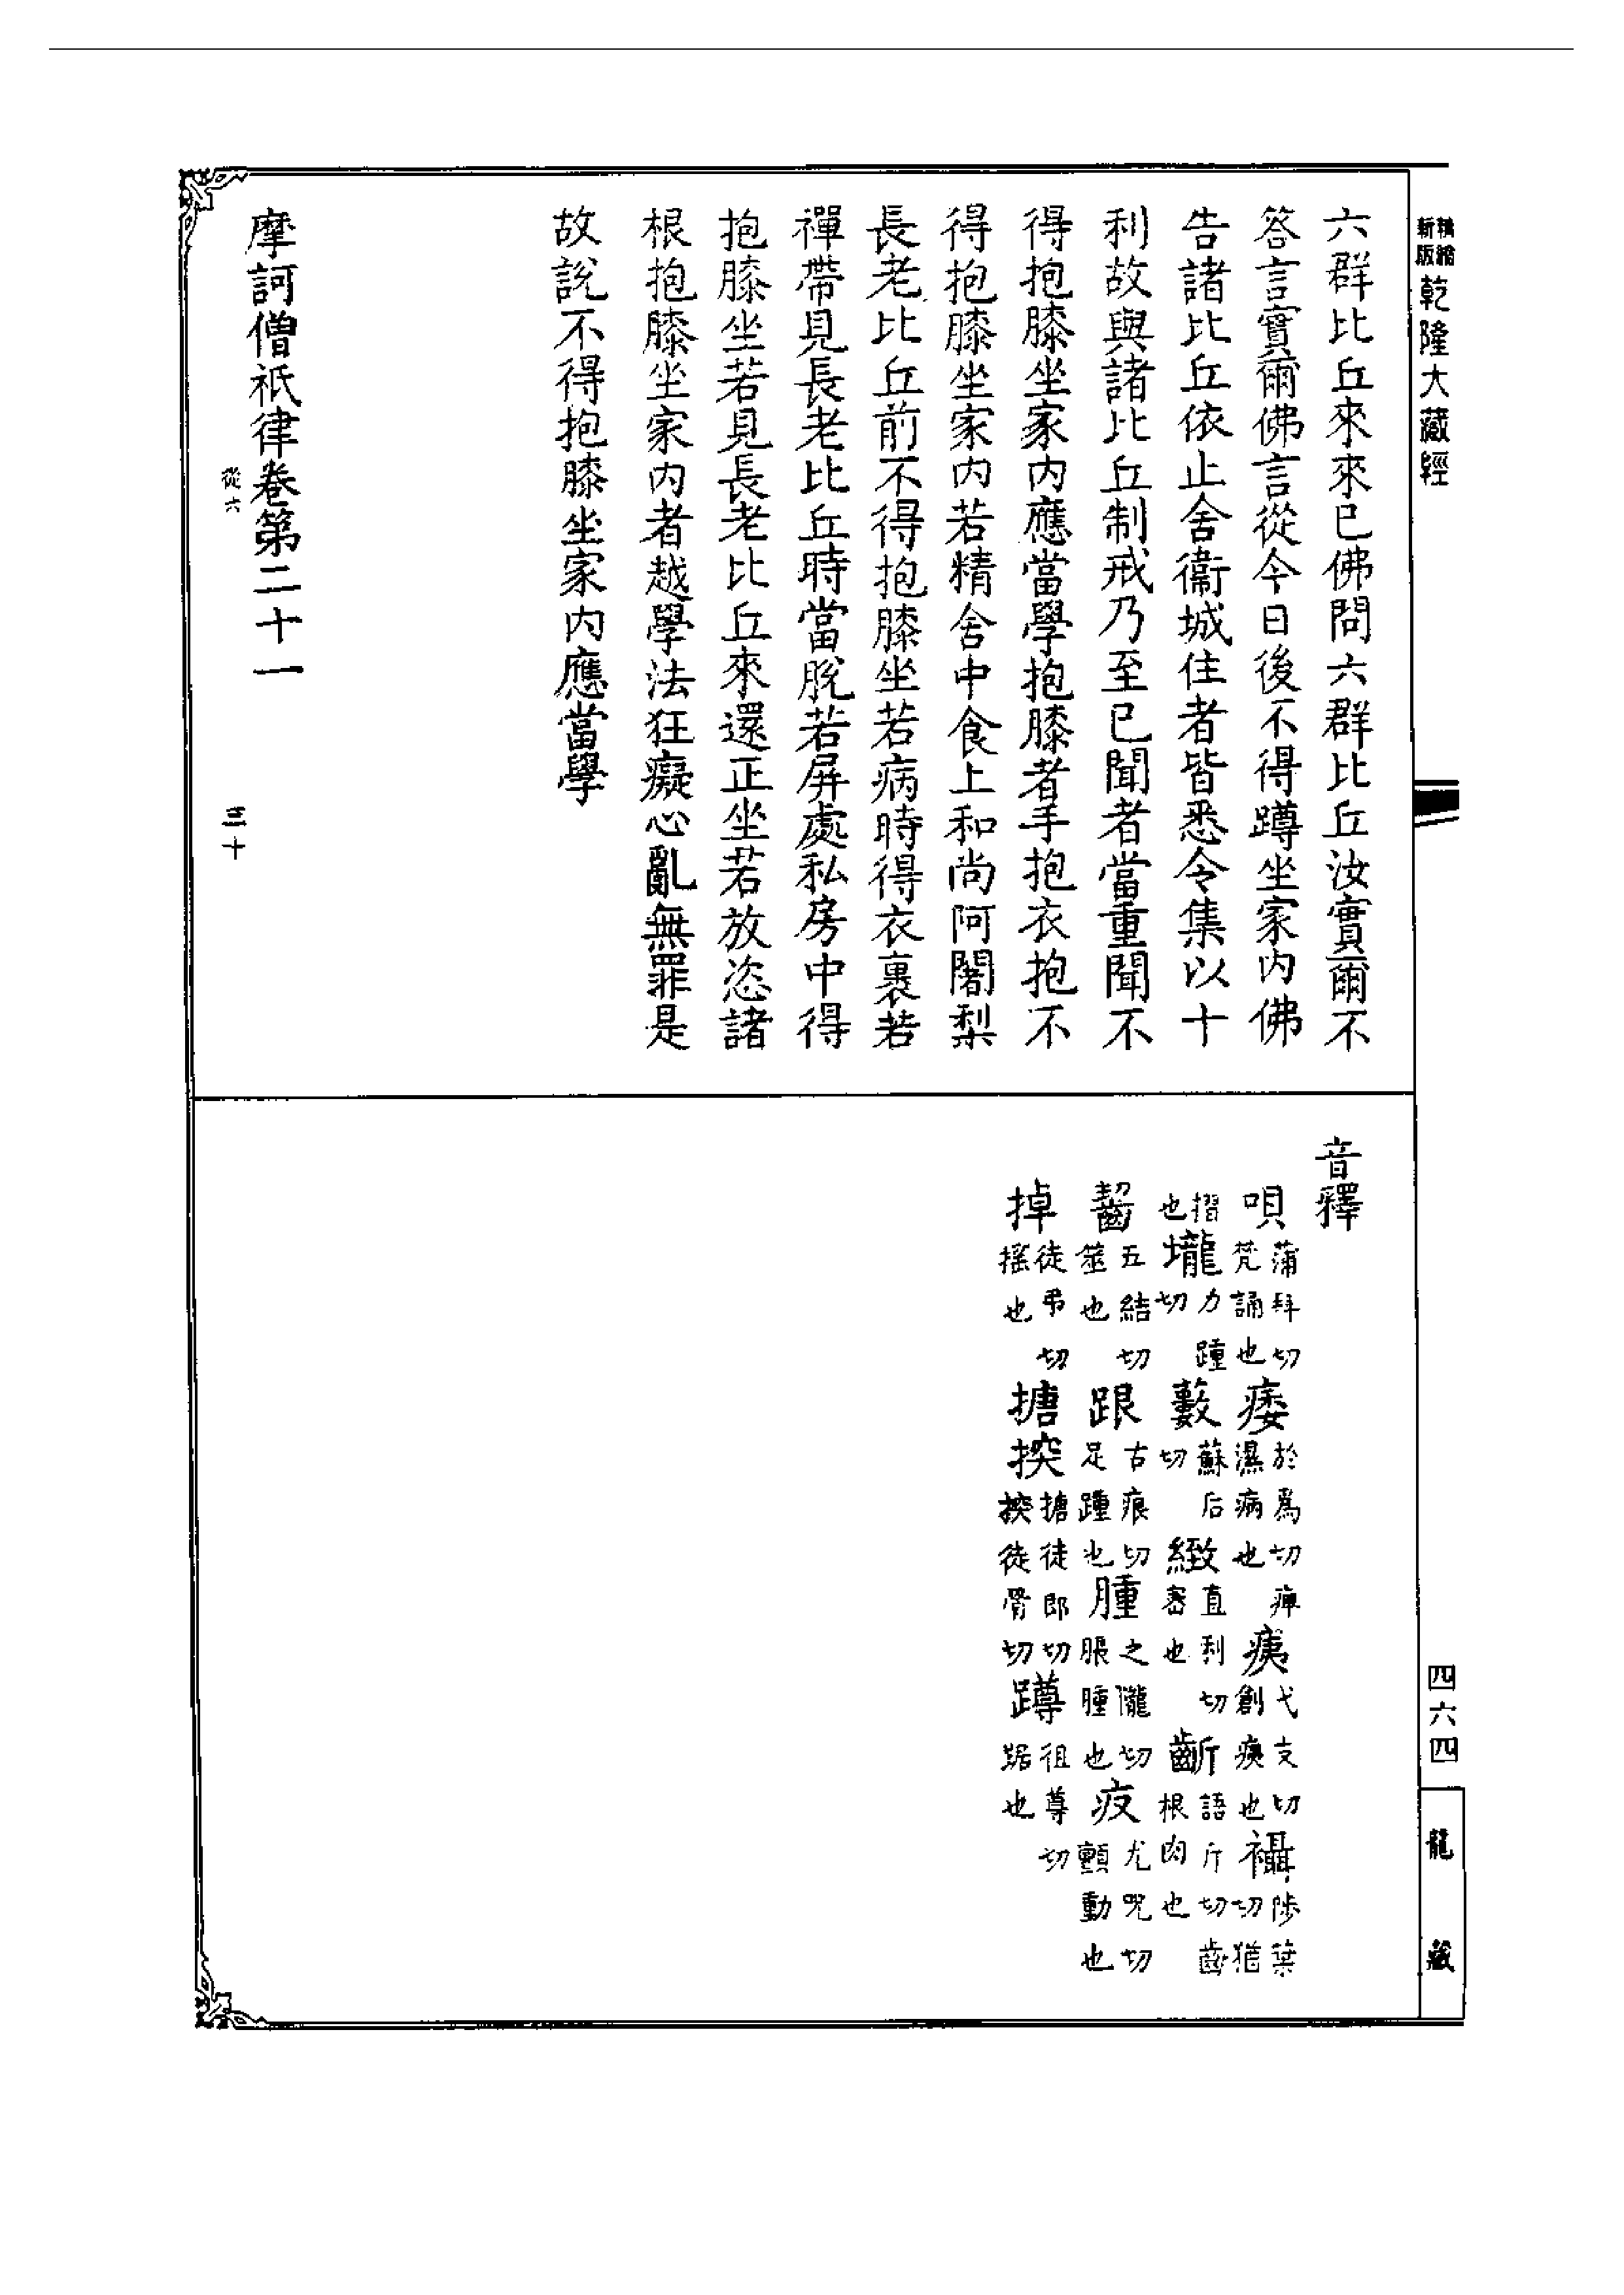 精縮新版乾隆大藏經
六群比丘來來已佛問六群比丘汝實爾不
答言實爾佛言從今日後不得蹲坐家內佛
告諸比丘依止舍衞城住者皆悉令集以十
利故與諸比丘制戒乃至已聞者當重聞不
得抱膝坐家內應當學抱膝者手抱衣抱不
得抱膝坐家內若精舍中食上和尚阿闍梨
長老比丘前不得抱膝坐若病時得衣裹若
禪帶見長老比丘時當脫若屏處私房中得
抱膝坐若見長老比丘來還正坐若放恣諸
根抱膝坐家內者越學法狂癡心亂無罪是
故說不得抱膝坐家內應當學
摩訶僧祇律卷第二十一
從六 三十
音釋
唄蒲拜切梵誦也痿於爲切痺濕病也痍弋支切創痍也襵陟葉切猶
摺也壠力踵切藪蘇后切緻直利切密也齗語斤切齒根肉也
齧五結切筮也跟古痕切足踵也腫之隴切脹腫也疫尤呪切顫動也
掉徒弔切搖也搪揬搪徒郎切揬徒骨切蹲徂尊切踞也
四六四
龍藏